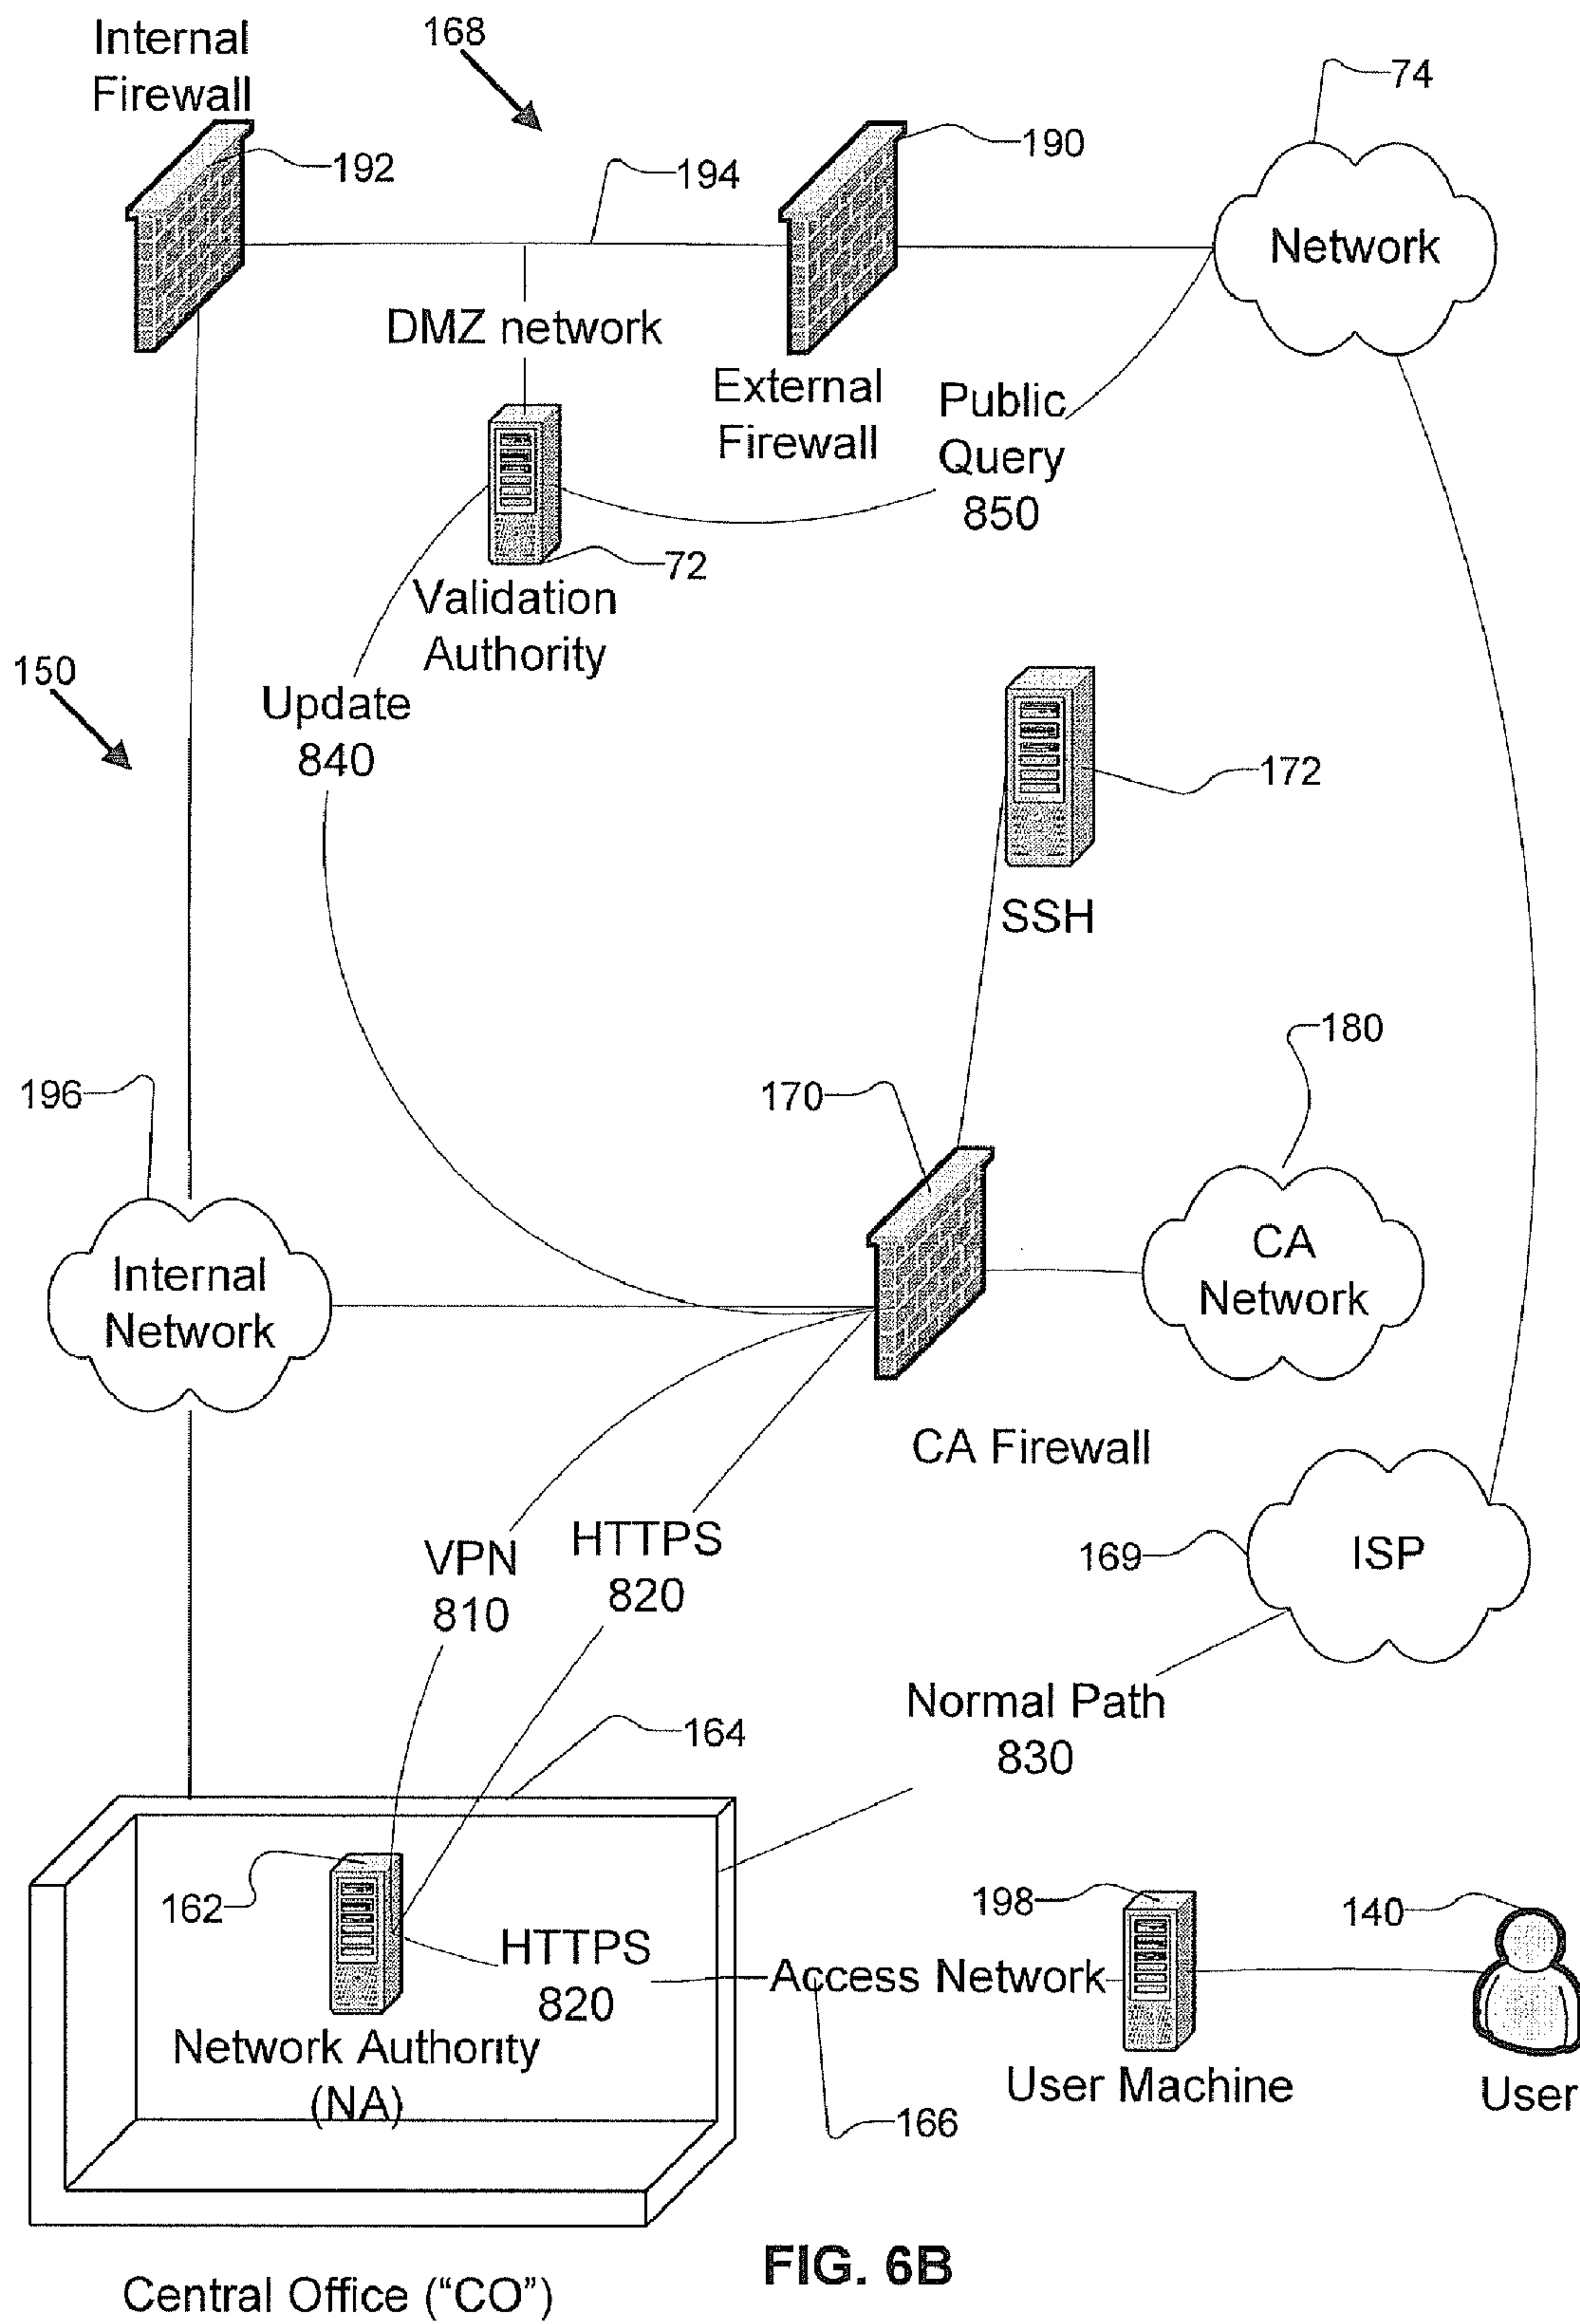 Internal
Firewall
168
74
192
194
190
Network
DMZ network
External
Firewall
Public
Query
850
72
Validation
Authority
150
Update
840
172
SSH
180
196
170
Internal
Network
CA
Network
CA Firewall
VPN
810
HTTPS
820
169
ISP
Normal Path
830
164
162
HTTPS
820
Network Authority
(NA)
198
140
Access Network
User Machine
User
166
FIG. 6B
Central Office ("CO")